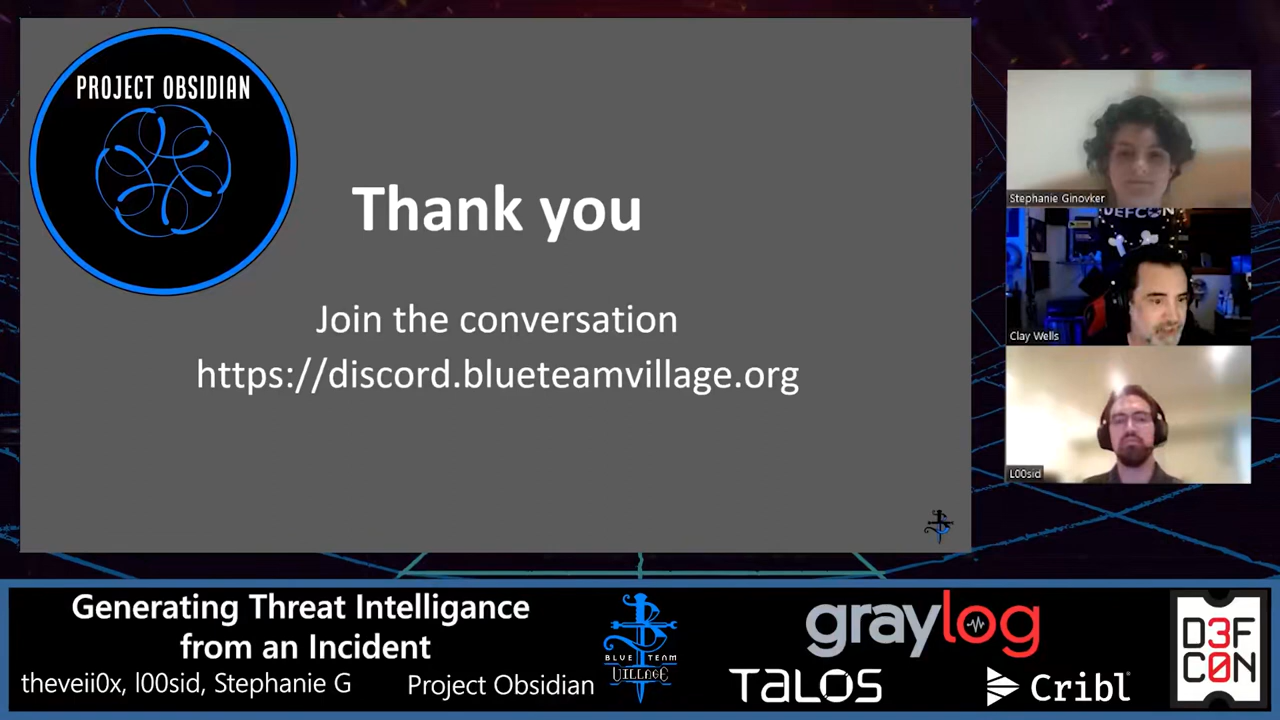 PROJECT OBSIDIAN
Thank you
Join the conversation
https://discord.blueteamvillage.org
Stephanie Ginovker
DEFCON
Clay Wells
L00sid
Generating Threat Intelligance
from an Incident
theveii0x, l00sid, Stephanie G
Project Obsidian
BLUE TEAM
VILLAGE
graylog
TALOS
Cribl
D3F
C0N